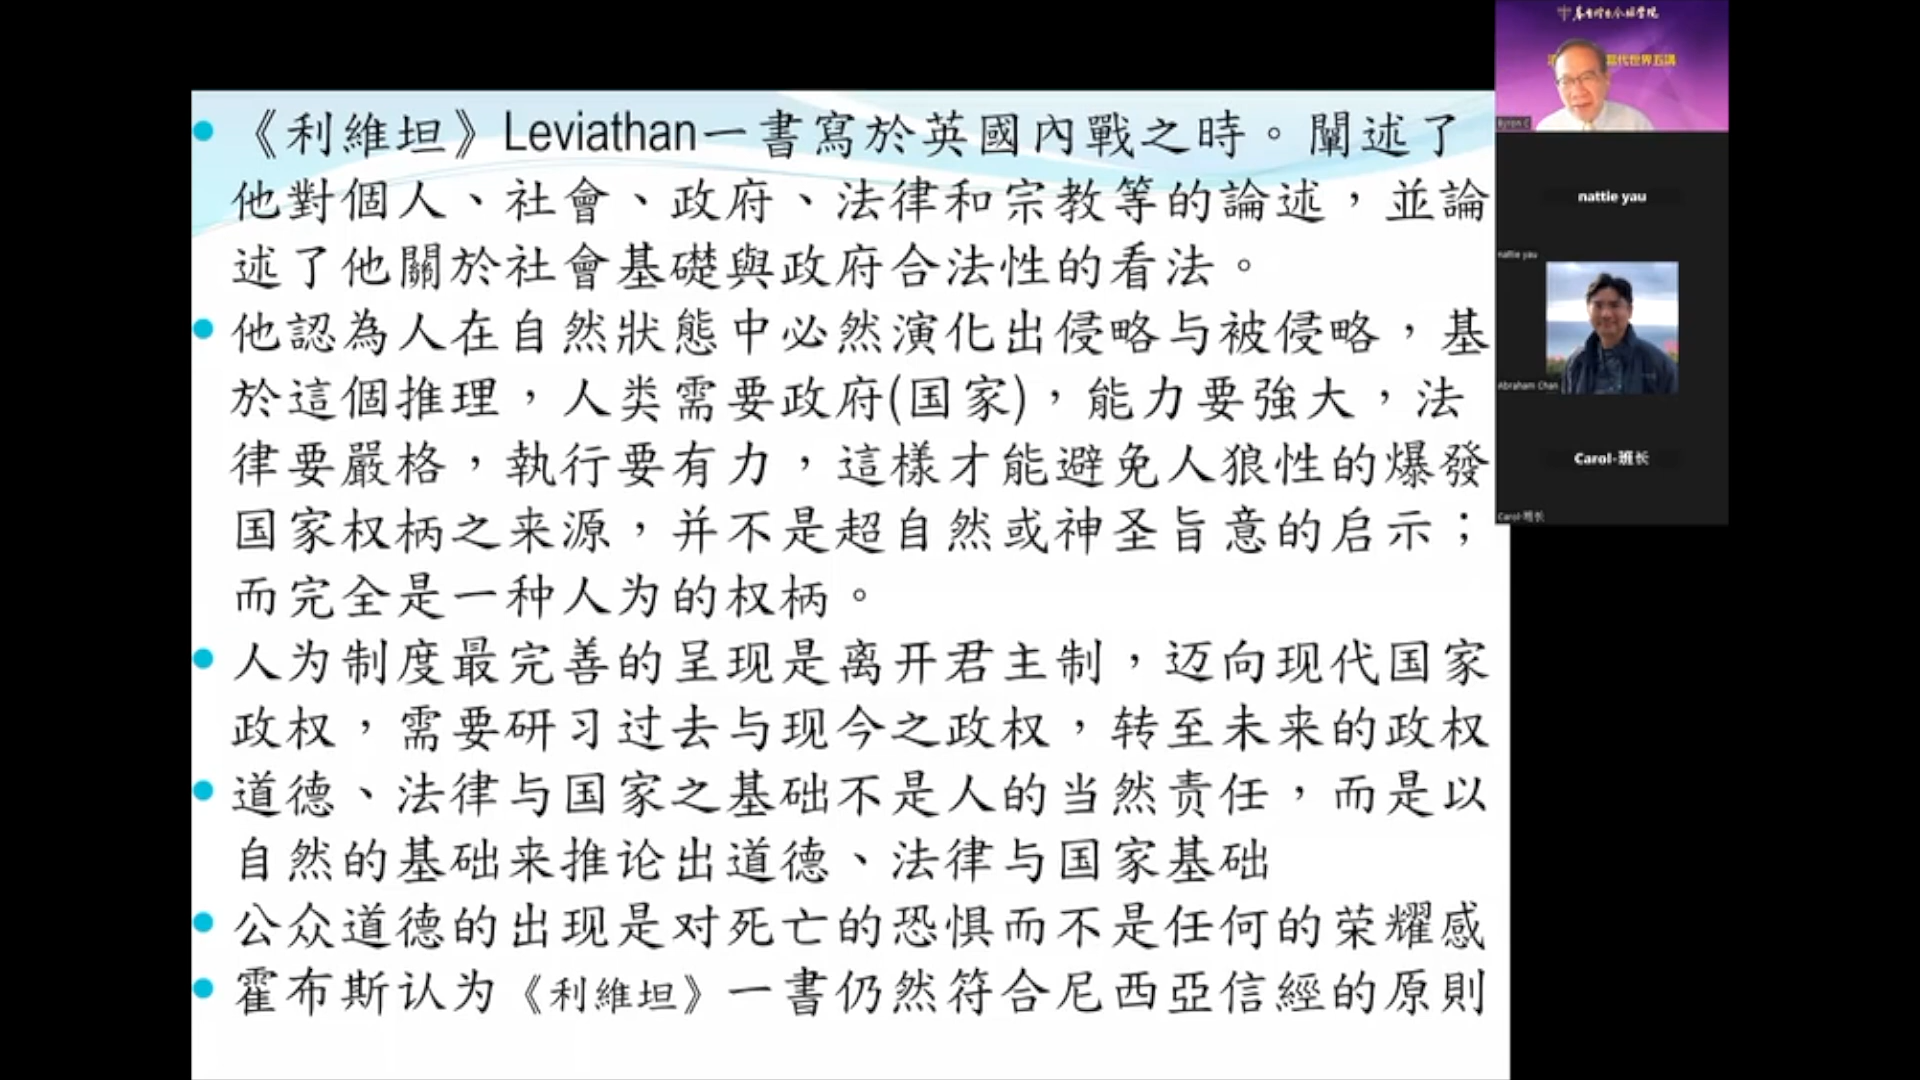 《利維坦》Leviathan一書寫於英國內戰之時。闡述了
他對個人、社會、政府、法律和宗教等的論述，並論
述了他關於社會基礎與政府合法性的看法。
他認為人在自然狀態中必然演化出侵略与被侵略，基
於這個推理，人类需要政府(国家)，能力要強大，法
律要嚴格，執行要有力，這樣才能避免人狼性的爆發
国家权柄之来源，并不是超自然或神圣旨意的启示；
而完全是一种人为的权柄。
人为制度最完善的呈现是离开君主制，迈向现代国家
政权，需要研习过去与现今之政权，转至未来的政权
道德、法律与国家之基础不是人的当然责任，而是以
自然的基础来推论出道德、法律与国家基础
公众道德的出现是对死亡的恐惧而不是任何的荣耀感
霍布斯认为《利維坦》一書仍然符合尼西亞信經的原則
代世界五講
Byron C
nattie yau
nattie yau
Abraham Chan
Carol-班长
Carol-班长